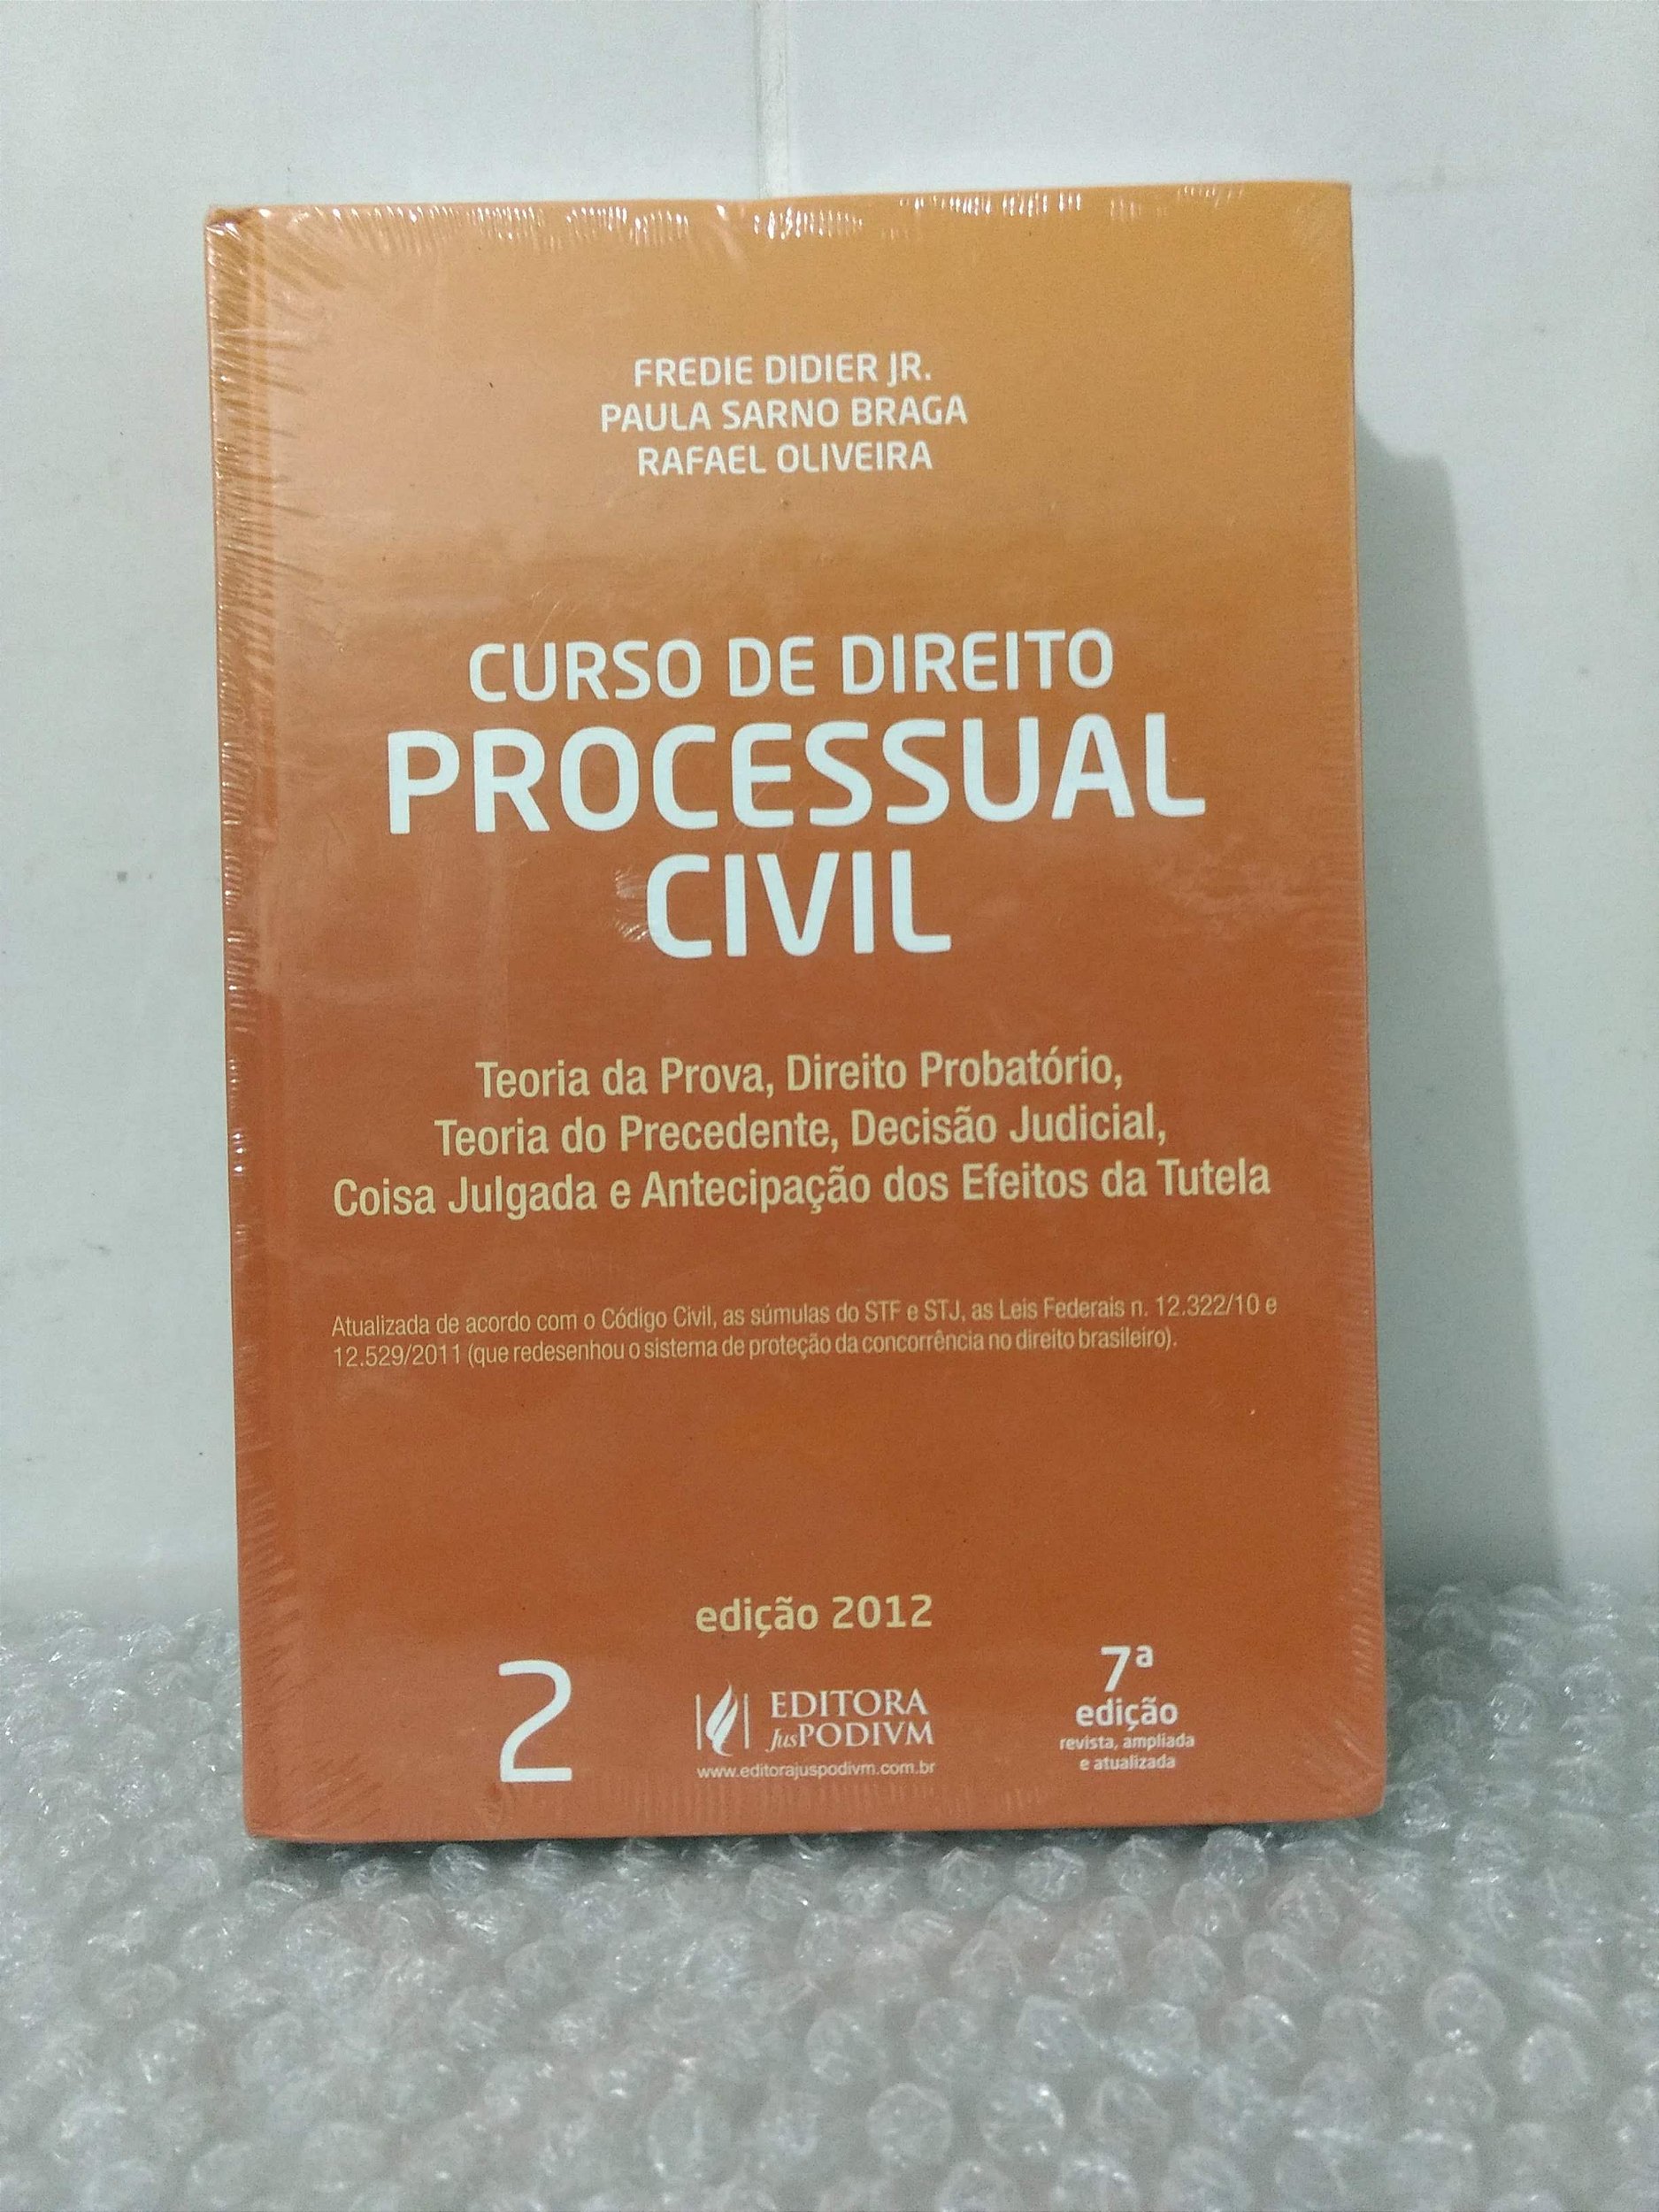 FREDIE DIDIER JR.
PAULA SARNO BRAGA
RAFAEL OLIVEIRA
CURSO DE DIREITO
PROCESSUAL
CIVIL
Teoria da Prova, Direito Probatório,
Teoria do Precedente, Decisão Judicial,
Coisa Julgada e Antecipação dos Efeitos da Tutela
Atualizada de acordo com o Código Civil, as súmulas do STF e STJ, as Leis Federais n. 12.322/10 e
12.529/2011 (que redesenhou o sistema de proteção da concorrência no direito brasileiro).
edição 2012
2
EDITORA
JusPODIVM
www.editorajuspodivm.com.br
7ª
edição
revista, ampliada
e atualizada